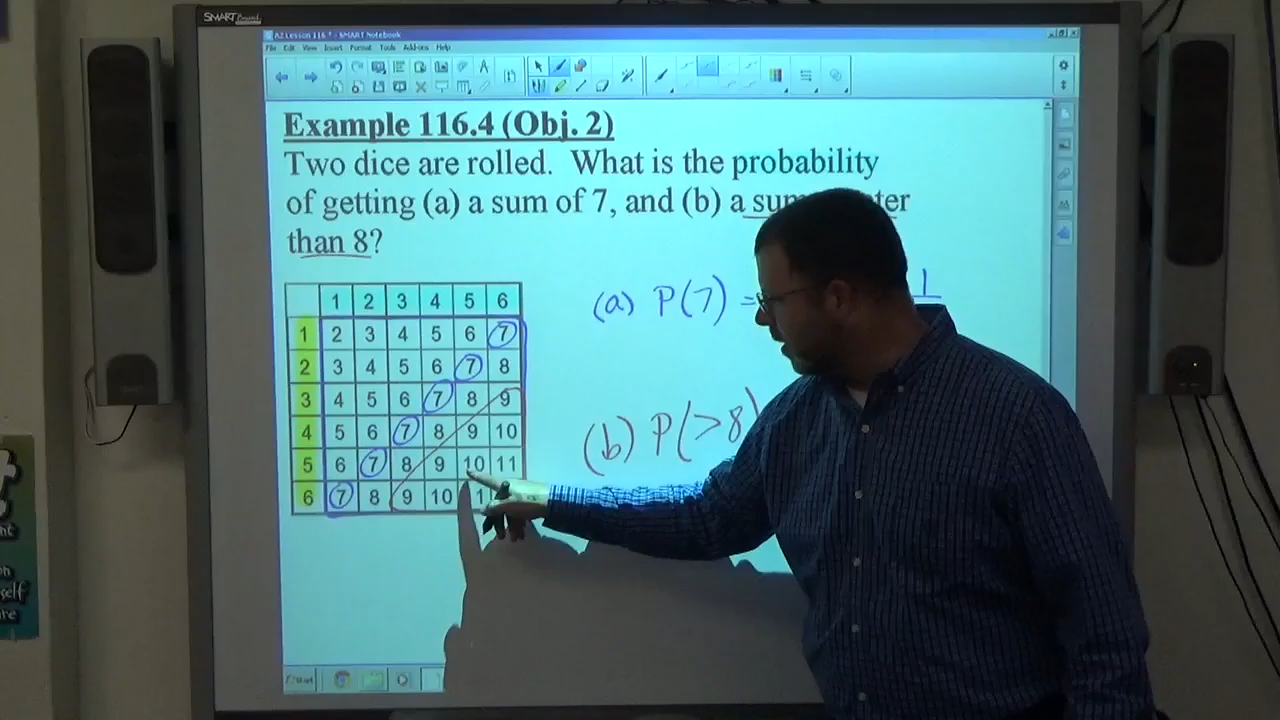 SMART Board
A2 Lesson 116 - SMART Notebook
File Edit View Insert Format Tools Add-ons Help
Example 116.4 (Obj. 2)
Two dice are rolled. What is the probability
of getting (a) a sum of 7, and (b) a
than 8?
1 2 3 4 5 6
1 2 3 4 5 6 7
2 3 4 5 6 7 8
3 4 5 6 7 8 9
4 5 6 7 8 9 10
5 6 7 8 9 10 11
6 7 8 9 10
(a) P(7) = 1
(b) P(>8)
Start